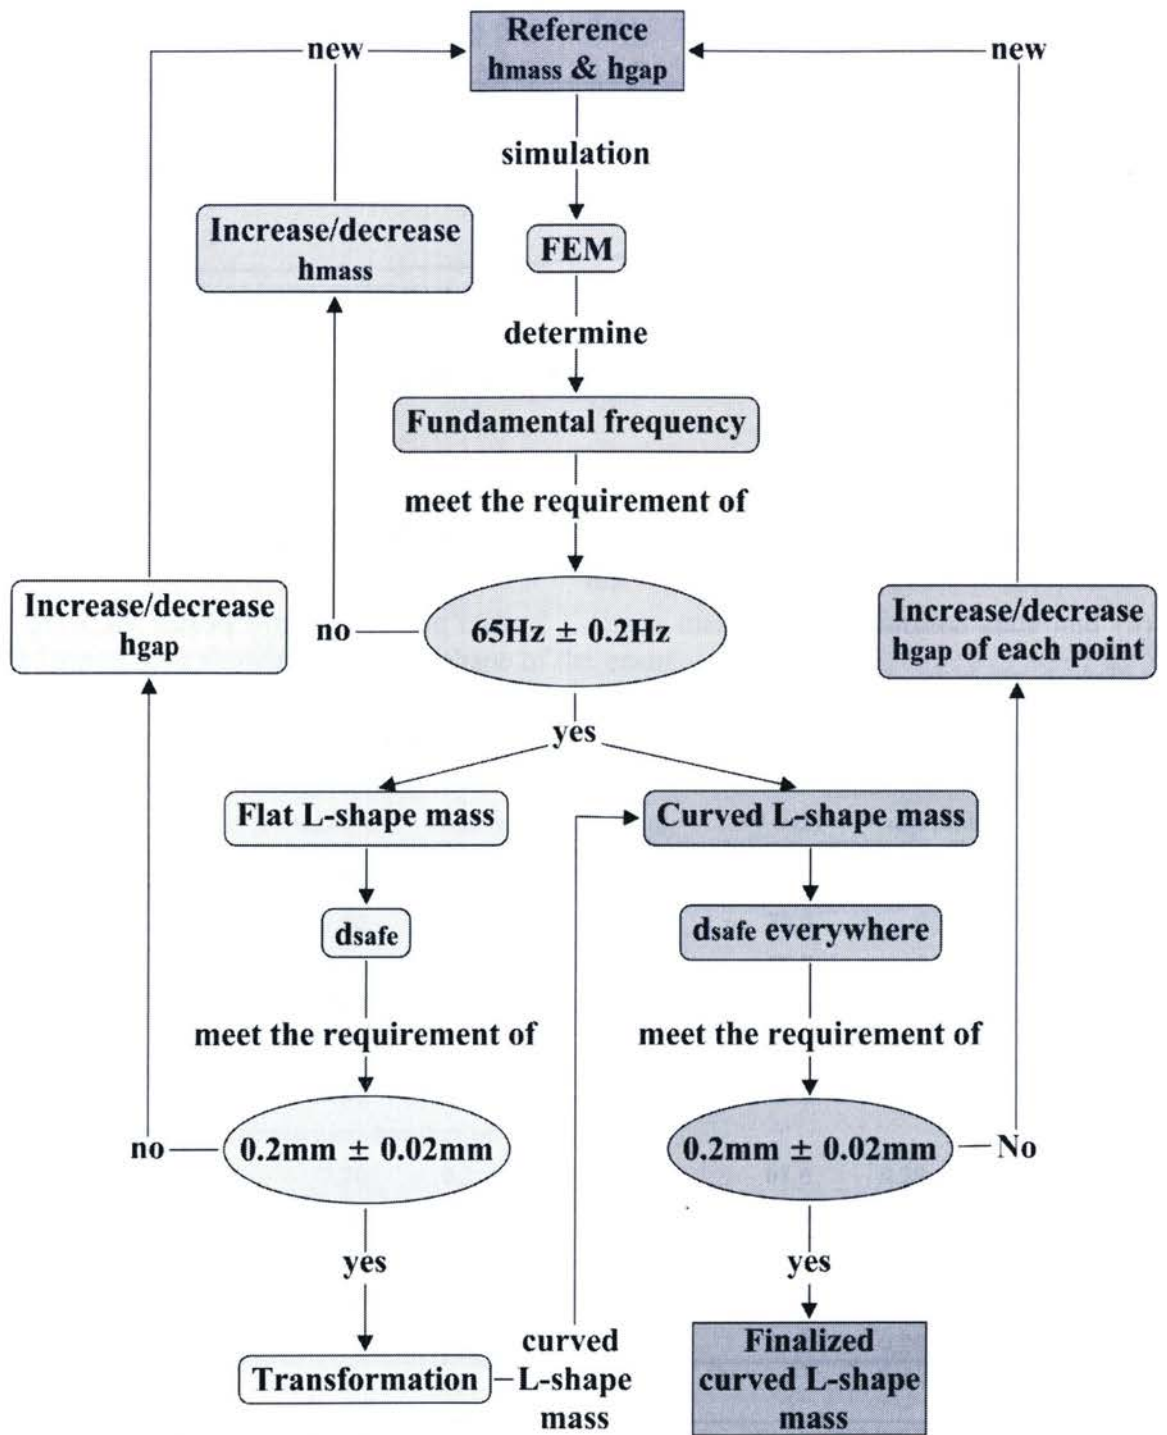 new
Reference
hmass & hgap
new
simulation
Increase/decrease
hmass
FEM
determine
Fundamental frequency
meet the requirement of
Increase/decrease
hgap
no
65Hz ± 0.2Hz
Increase/decrease
hgap of each point
yes
Flat L-shape mass
Curved L-shape mass
dsafe
dsafe everywhere
meet the requirement of
meet the requirement of
no
0.2mm ± 0.02mm
0.2mm ± 0.02mm
No
yes
yes
Transformation
curved
L-shape
mass
Finalized
curved L-shape
mass